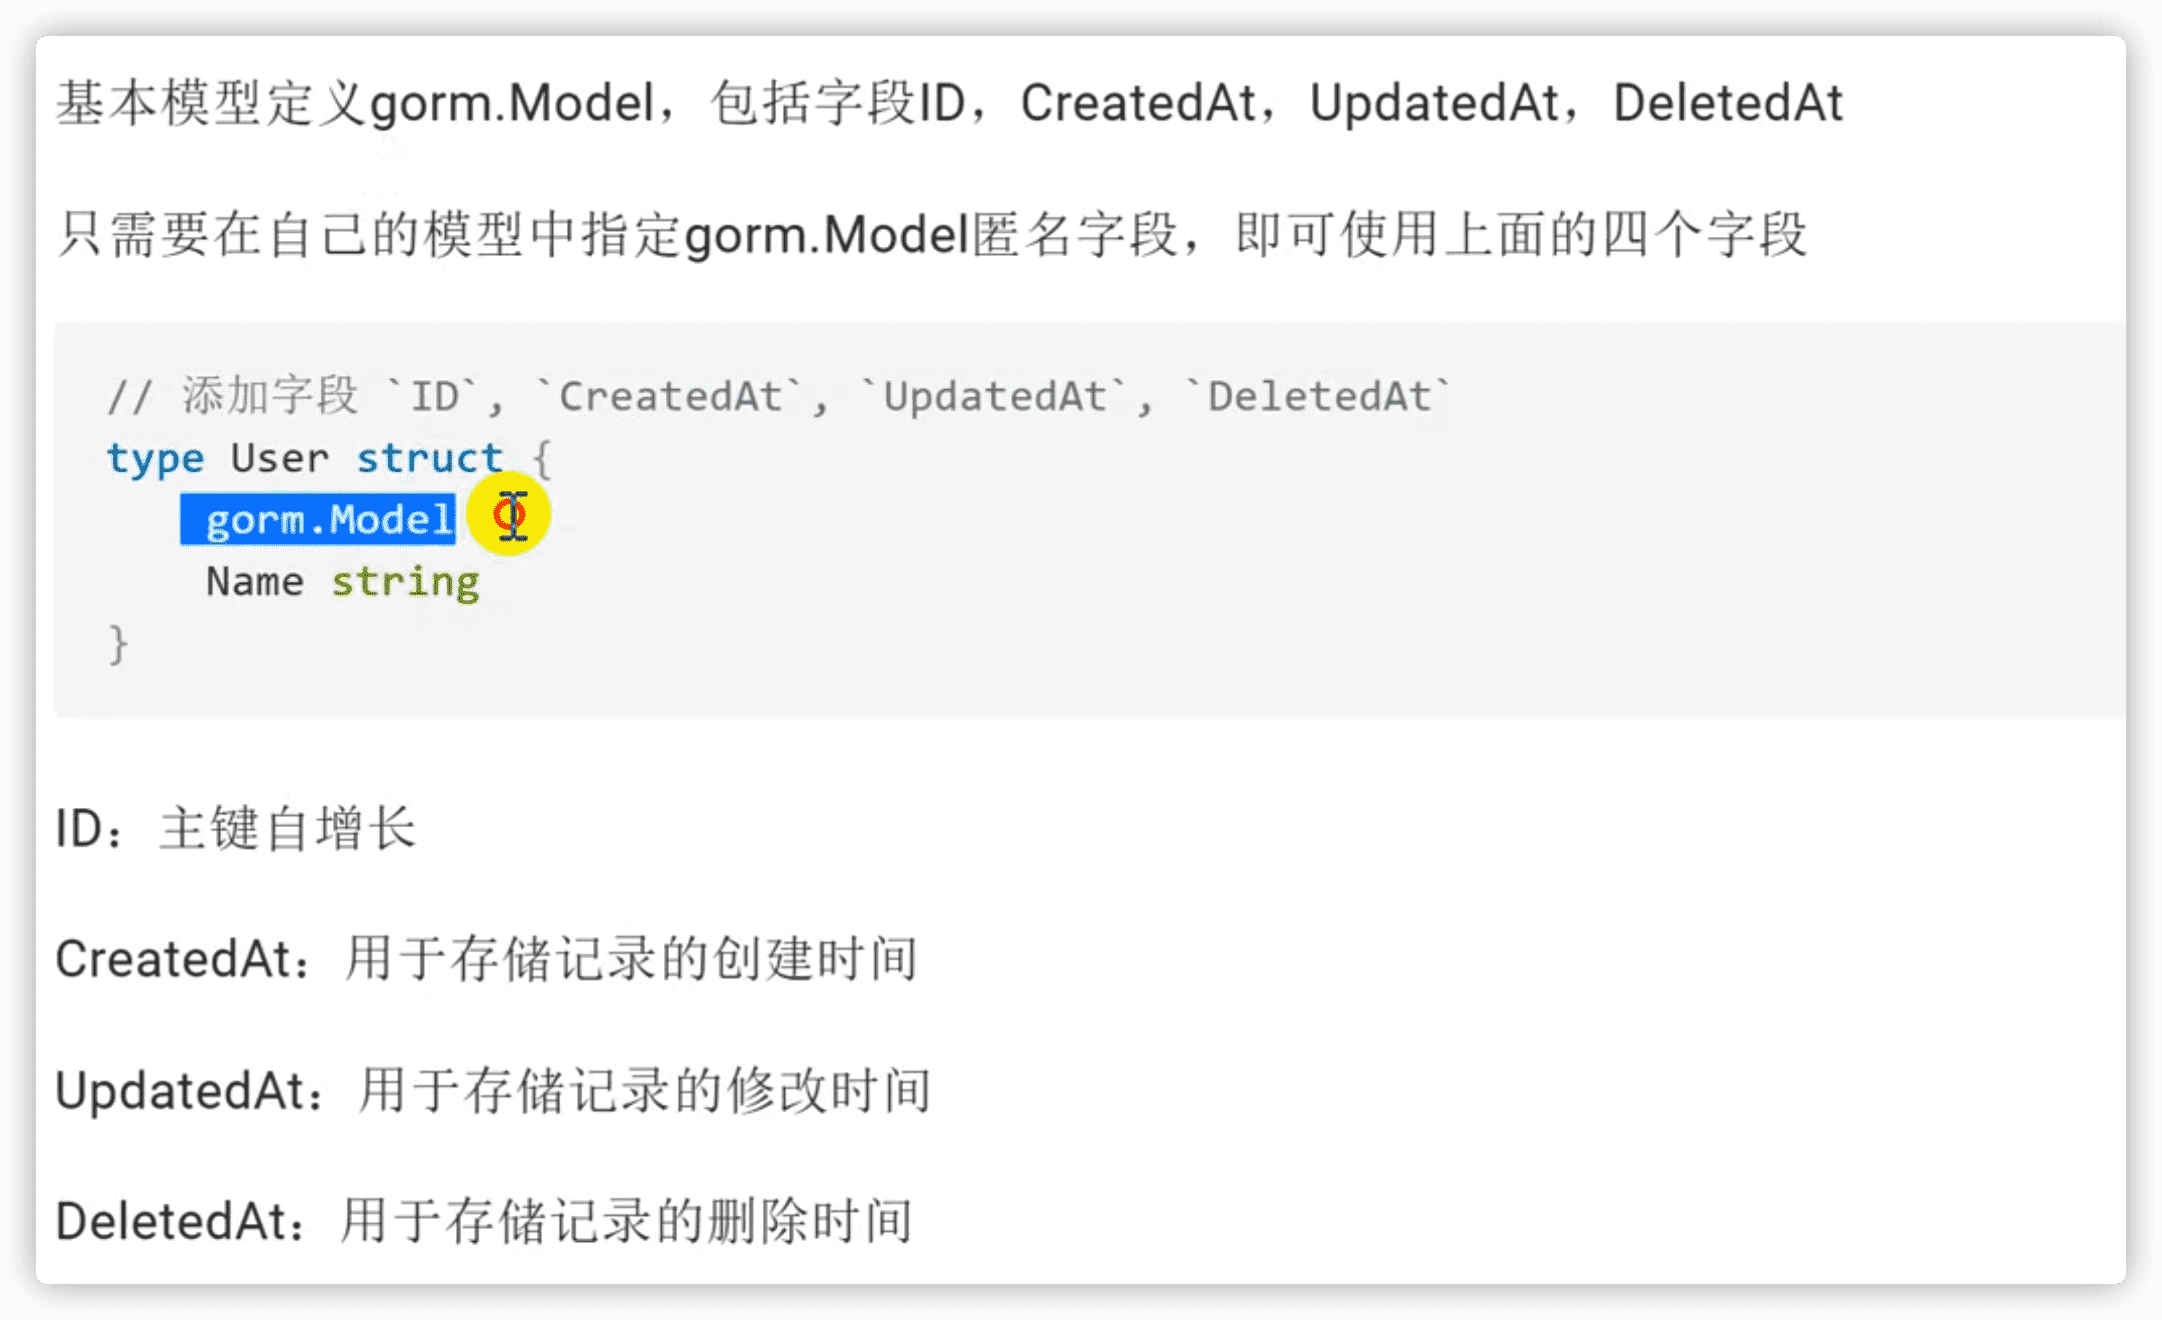 基本模型定义gorm.Model，包括字段ID，CreatedAt，UpdatedAt，DeletedAt
只需要在自己的模型中指定gorm.Model匿名字段，即可使用上面的四个字段
// 添加字段 `ID`, `CreatedAt`, `UpdatedAt`, `DeletedAt`
type User struct {
gorm.Model
Name string
}
ID：主键自增长
CreatedAt：用于存储记录的创建时间
UpdatedAt：用于存储记录的修改时间
DeletedAt：用于存储记录的删除时间